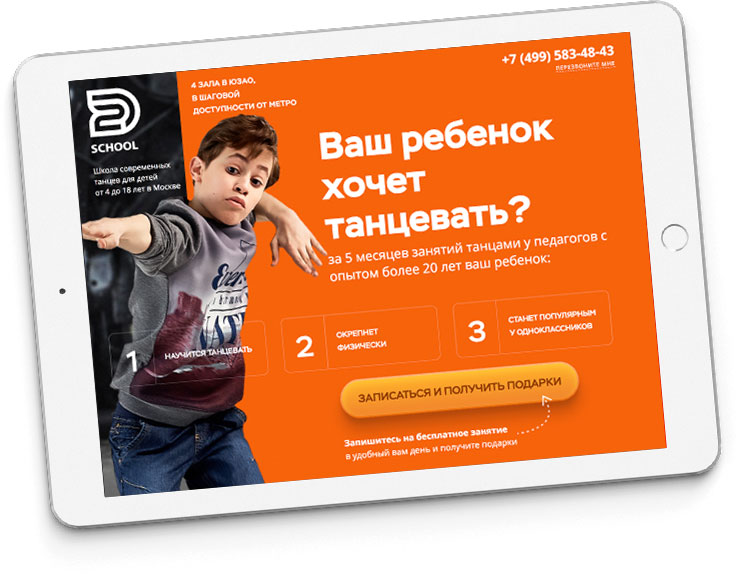 4 ЗАЛА В ЮЗАО,
В ШАГОВОЙ
ДОСТУПНОСТИ ОТ МЕТРО
+7 (499) 583-48-43
ПЕРЕЗВОНИТЕ МНЕ
SCHOOL
Школа современных
танцев для детей
от 4 до 18 лет в Москве
Ваш ребенок
хочет
танцевать?
за 5 месяцев занятий танцами у педагогов с
опытом более 20 лет ваш ребенок:
1 НАУЧИТСЯ ТАНЦЕВАТЬ
2 ОКРЕПНЕТ
ФИЗИЧЕСКИ
3 СТАНЕТ ПОПУЛЯРНЫМ
У ОДНОКЛАССНИКОВ
ЗАПИСАТЬСЯ И ПОЛУЧИТЬ ПОДАРКИ
Запишитесь на бесплатное занятие
в удобный вам день и получите подарки